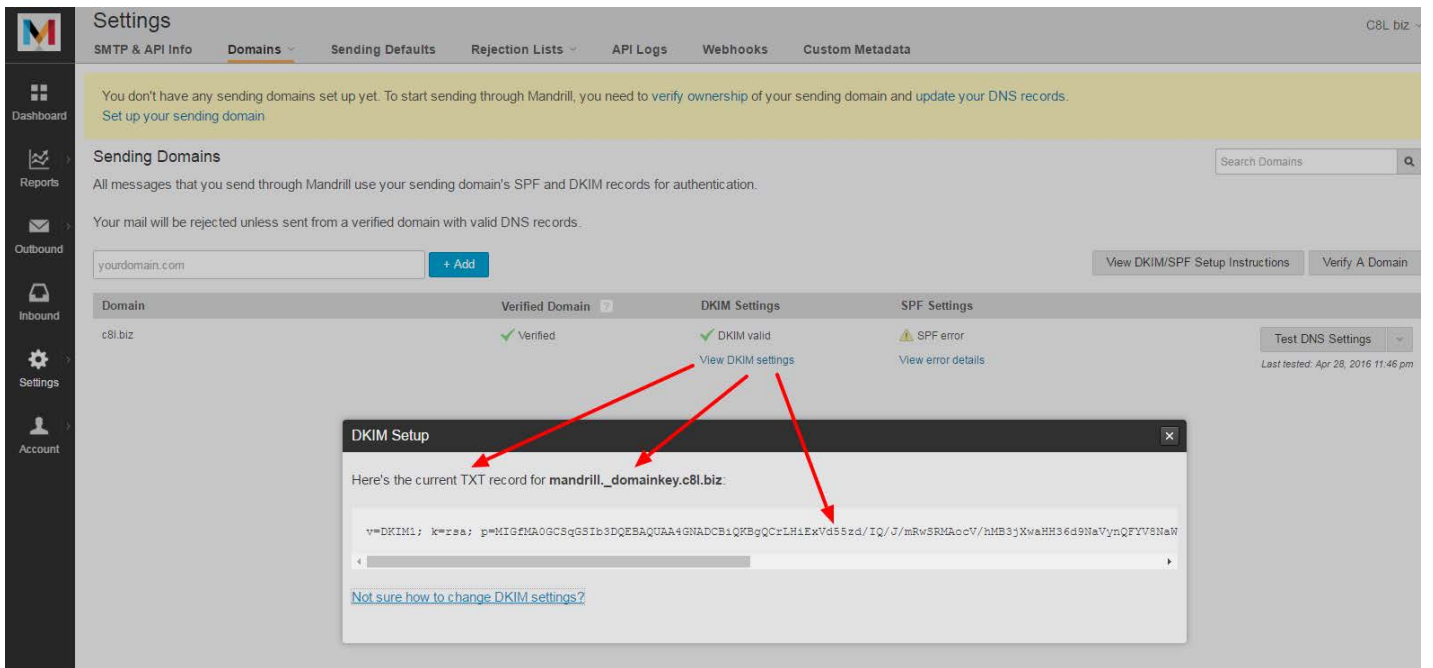 Settings
C8L biz
SMTP & API Info Domains Sending Defaults Rejection Lists API Logs Webhooks Custom Metadata
Dashboard
Reports
Outbound
Inbound
Settings
Account
You don't have any sending domains set up yet. To start sending through Mandrill, you need to verify ownership of your sending domain and update your DNS records.
Set up your sending domain
Sending Domains
Search Domains
All messages that you send through Mandrill use your sending domain's SPF and DKIM records for authentication.
Your mail will be rejected unless sent from a verified domain with valid DNS records.
yourdomain.com + Add View DKIM/SPF Setup Instructions Verify A Domain
Domain Verified Domain ? DKIM Settings SPF Settings
c8l.biz Verified DKIM valid SPF error Test DNS Settings
View DKIM settings View error details Last tested: Apr 28, 2016 11:46 pm
DKIM Setup ×
Here's the current TXT record for mandrill._domainkey.c8l.biz:
v=DKIM1; k=rsa; p=MIGfMA0GCSqGSIb3DQEBAQUAA4GNADCBiQKBgQCrLHiExVd55zd/IQ/J/mRwSRMAocV/hMB3jXwaHH36d9NaVynQFYV8NaW
Not sure how to change DKIM settings?